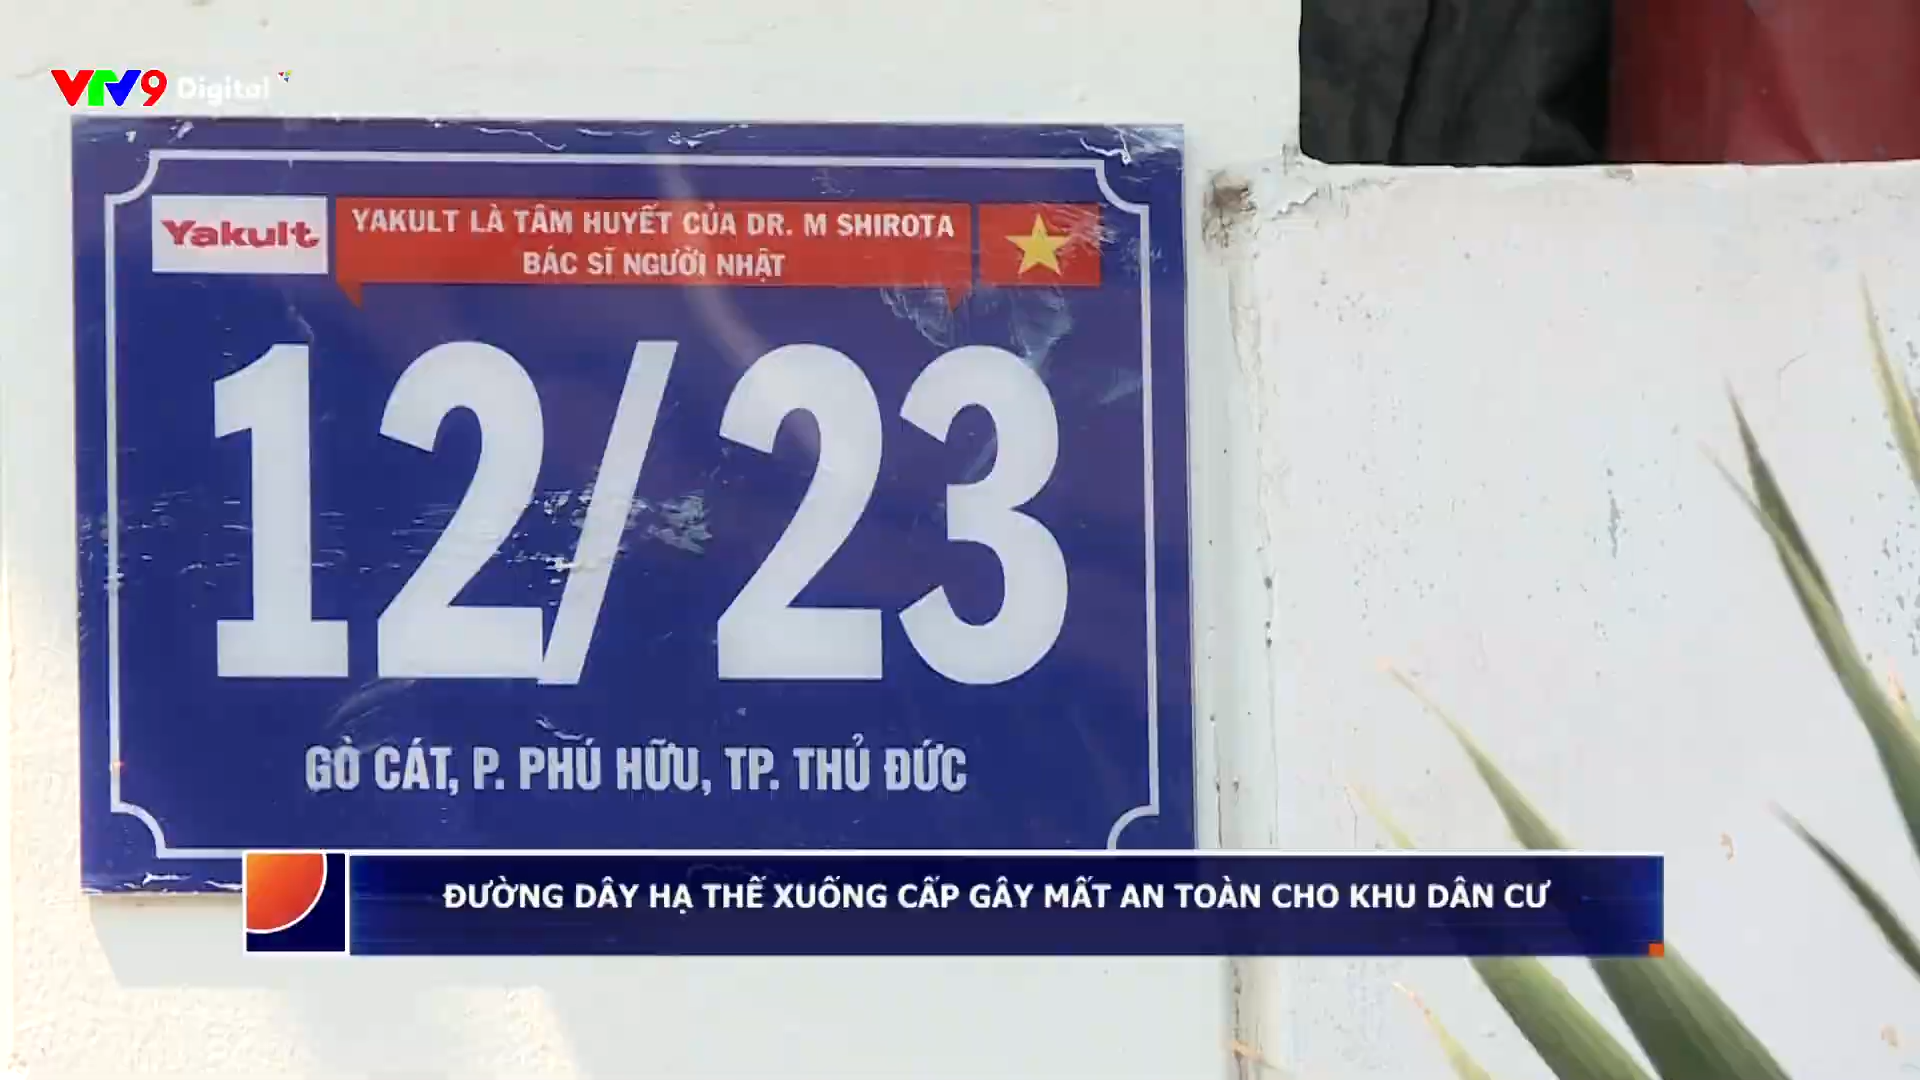 VTV9 Digital
Yakult
YAKULT LÀ TÂM HUYẾT CỦA DR. M SHIROTA
BÁC SĨ NGƯỜI NHẬT
12/23
GÒ CÁT, P. PHÚ HỮU, TP. THỦ ĐỨC
ĐƯỜNG DÂY HẠ THẾ XUỐNG CẤP GÂY MẤT AN TOÀN CHO KHU DÂN CƯ